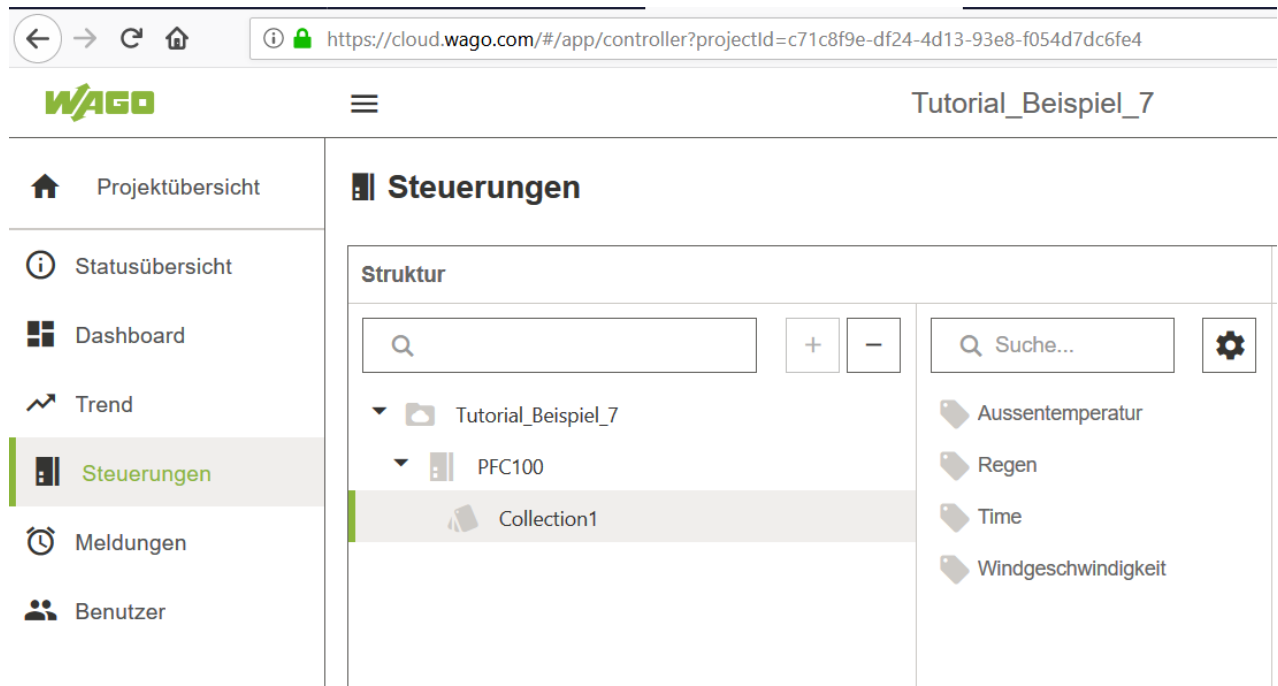 https://cloud.wago.com/#/app/controller?projectId=c71c8f9e-df24-4d13-93e8-f054d7dc6fe4
WAGO
Tutorial_Beispiel_7
Projektübersicht
Statusübersicht
Dashboard
Trend
Steuerungen
Meldungen
Benutzer
Steuerungen
Struktur
Tutorial_Beispiel_7
PFC100
Collection1
Suche...
Aussentemperatur
Regen
Time
Windgeschwindigkeit